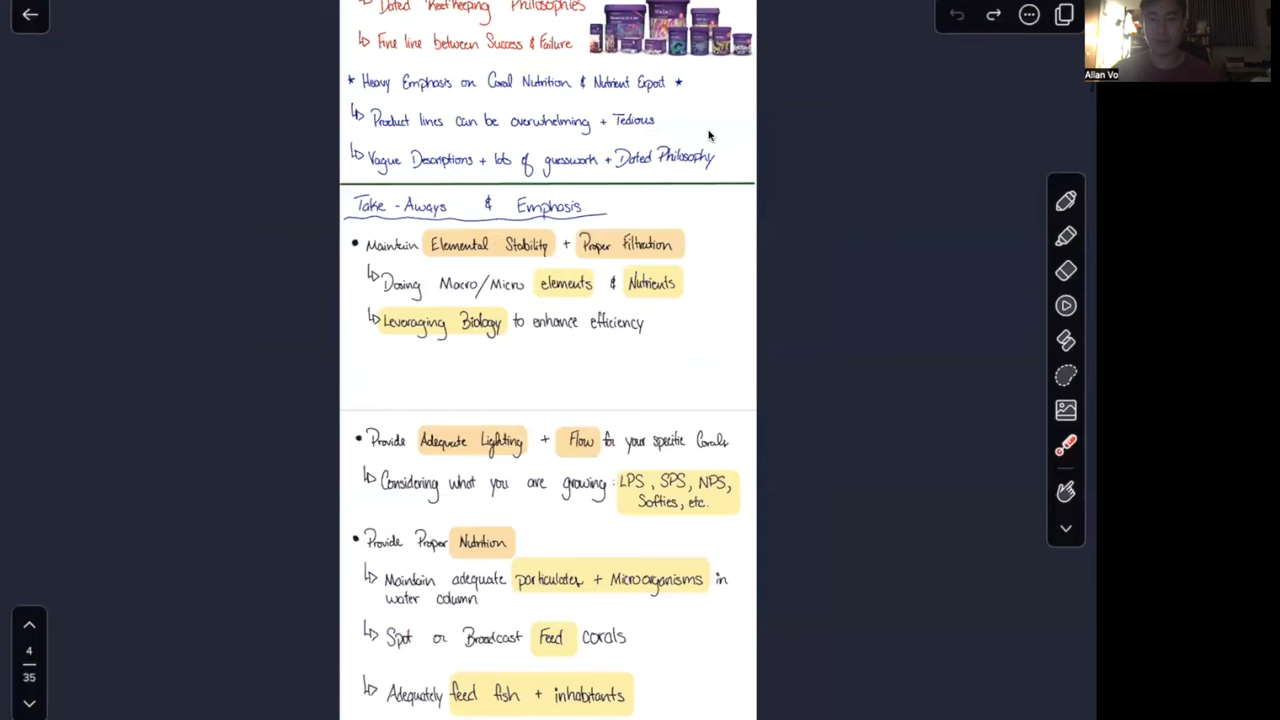 Dated Reef Keeping Philosophies
↳ Fine line between Success & Failure
* Heavy Emphasis on Coral Nutrition & Nutrient Export *
↳ Product lines can be overwhelming + Tedious
↳ Vague Descriptions + lots of guesswork + Dated Philosophy
Take-Aways & Emphasis
• Maintain Elemental Stability + Proper Filtration
↳ Dosing Macro/Micro elements & Nutrients
↳ Leveraging Biology to enhance efficiency
• Provide Adequate Lighting + Flow for your specific Corals
↳ Considering what you are growing: LPS, SPS, NPS,
Softies, etc.
• Provide Proper Nutrition
↳ Maintain adequate particulates + Microorganisms in
water column
↳ Spot or Broadcast Feed corals
↳ Adequately feed fish + inhabitants
Allan Vo
4
35